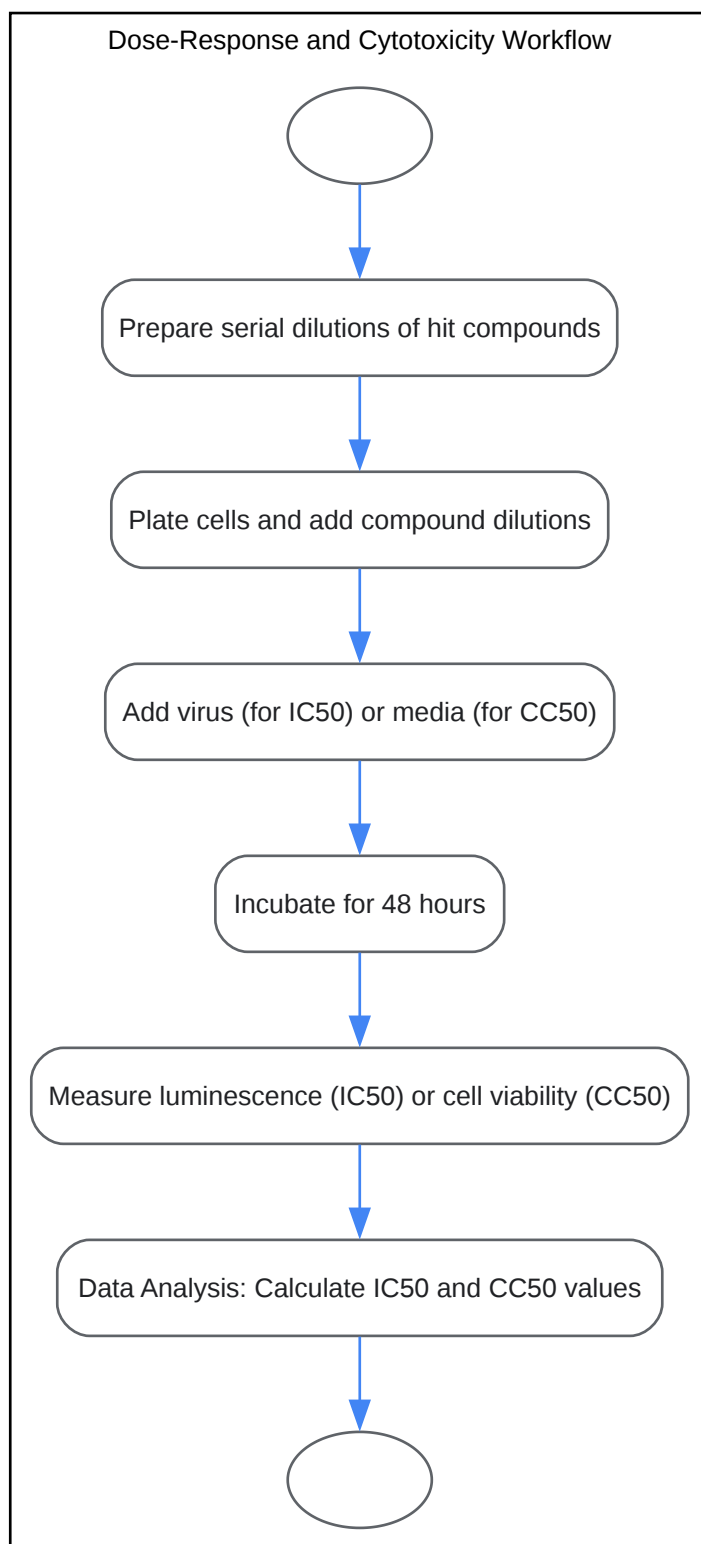 Dose-Response and Cytotoxicity Workflow
Prepare serial dilutions of hit compounds
Plate cells and add compound dilutions
Add virus (for IC50) or media (for CC50)
Incubate for 48 hours
Measure luminescence (IC50) or cell viability (CC50)
Data Analysis: Calculate IC50 and CC50 values